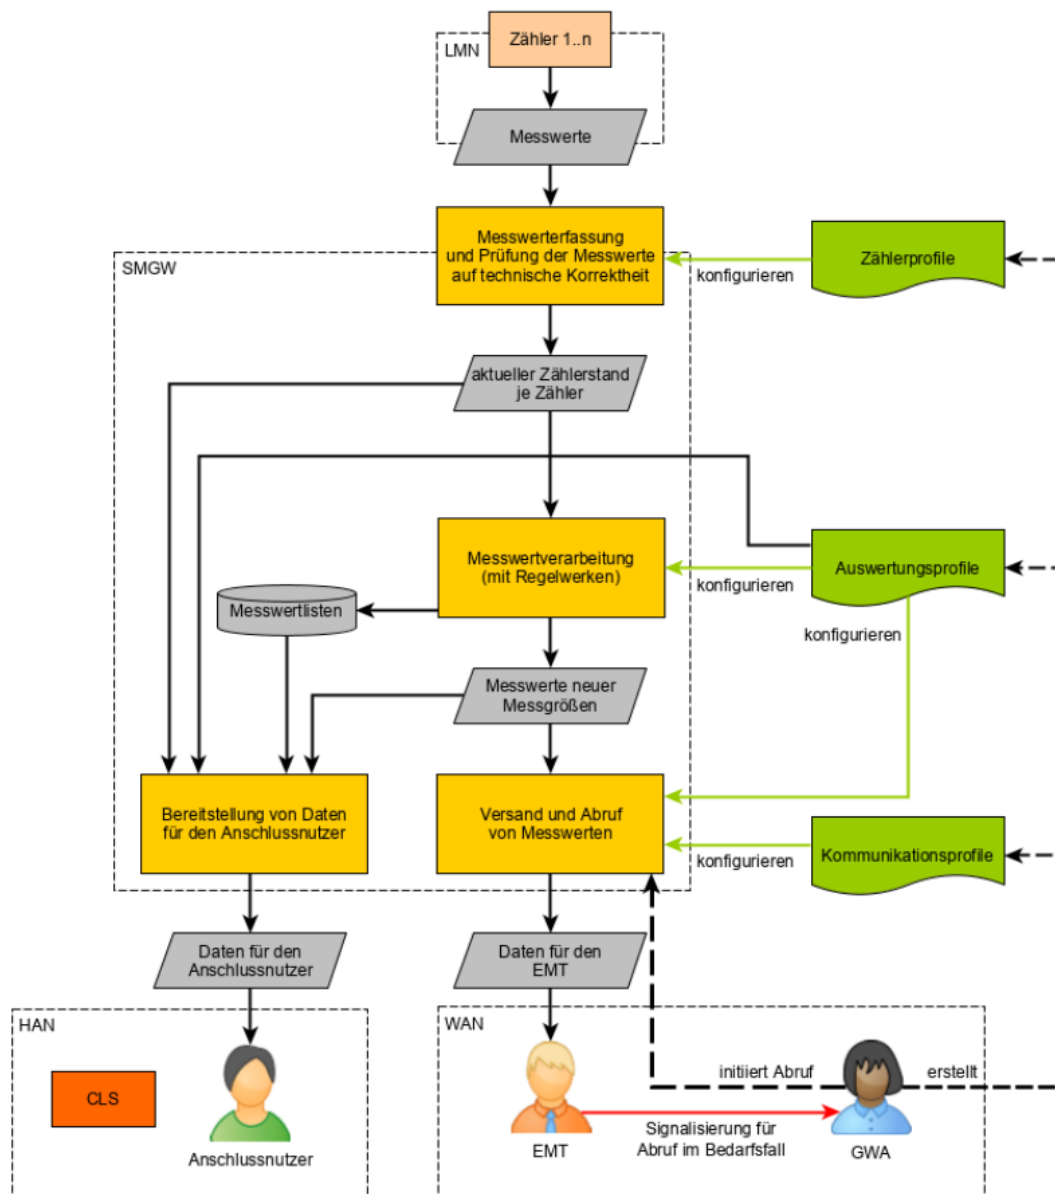 Zähler 1..n
LMN
Messwerte
Messwerterfassung
und Prüfung der Messwerte
auf technische Korrektheit
SMGW
konfigurieren
Zählerprofile
aktueller Zählerstand
je Zähler
Messwertverarbeitung
(mit Regelwerken)
konfigurieren
Auswertungsprofile
Messwertlisten
konfigurieren
Messwerte neuer
Messgrößen
Bereitstellung von Daten
für den Anschlussnutzer
Versand und Abruf
von Messwerten
konfigurieren
Kommunikationsprofile
Daten für den
Anschlussnutzer
Daten für den
EMT
HAN
WAN
CLS
Anschlussnutzer
initiiert Abruf
erstellt
EMT
Signalisierung für
Abruf im Bedarfsfall
GWA